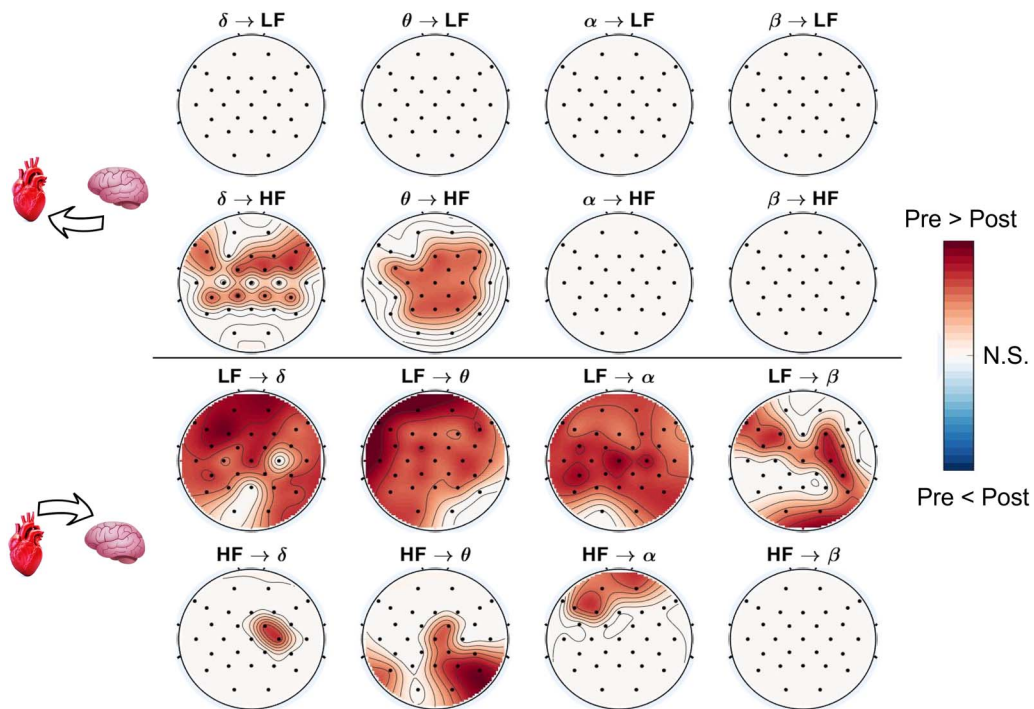 δ → LF
θ → LF
α → LF
β → LF
δ → HF
θ → HF
α → HF
β → HF
Pre > Post
N.S.
Pre < Post
LF → δ
LF → θ
LF → α
LF → β
HF → δ
HF → θ
HF → α
HF → β